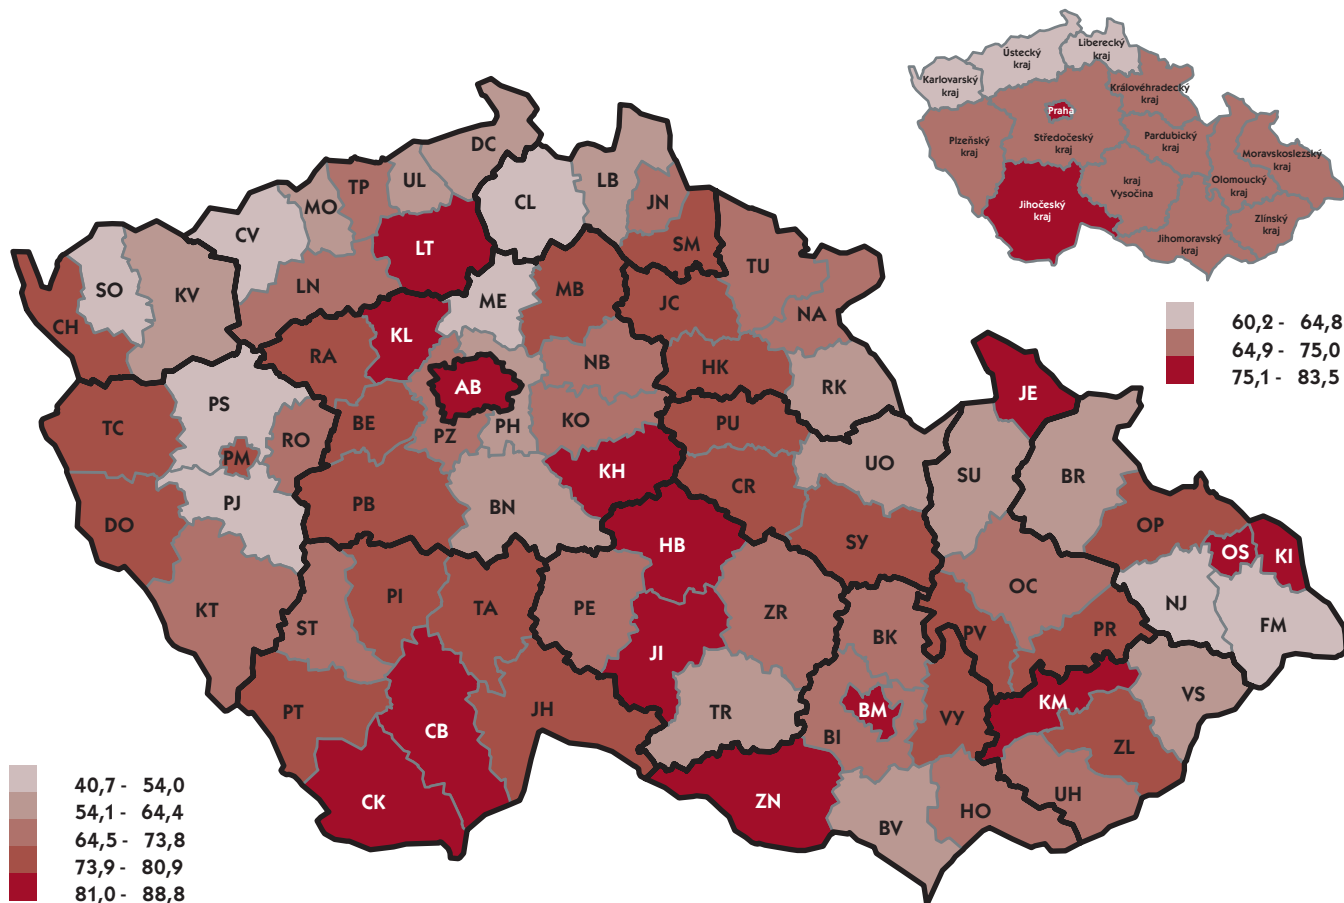 Ústecký
kraj
Liberecký
kraj
Karlovarský
kraj
Královéhradecký
kraj
Praha
Plzeňský
kraj
Středočeský
kraj
Pardubický
kraj
Moravskoslezský
kraj
kraj
Vysočina
Olomoucký
kraj
Jihočeský
kraj
Zlínský
kraj
Jihomoravský
kraj
60,2 - 64,8
64,9 - 75,0
75,1 - 83,5
DC
UL
TP
LB
CL
JN
MO
CV
LT
SM
TU
SO
KV
LN
ME
MB
JC
NA
CH
KL
RA
NB
HK
RK
AB
JE
PS
TC
BE
PZ
PH
KO
PU
RO
PM
UO
SU
BR
KH
CR
PJ
PB
BN
DO
OP
HB
SY
OS
KI
OC
NJ
KT
ST
PI
TA
PE
ZR
BK
PV
PR
FM
JI
PT
CB
JH
TR
BM
BI
VY
KM
VS
ZL
CK
ZN
BV
HO
UH
40,7 - 54,0
54,1 - 64,4
64,5 - 73,8
73,9 - 80,9
81,0 - 88,8